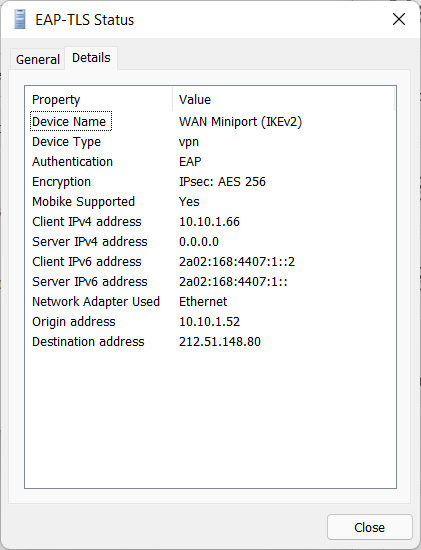 EAP-TLS Status
General Details
Property Value
Device Name WAN Miniport (IKEv2)
Device Type vpn
Authentication EAP
Encryption IPsec: AES 256
Mobike Supported Yes
Client IPv4 address 10.10.1.66
Server IPv4 address 0.0.0.0
Client IPv6 address 2a02:168:4407:1::2
Server IPv6 address 2a02:168:4407:1::
Network Adapter Used Ethernet
Origin address 10.10.1.52
Destination address 212.51.148.80
Close